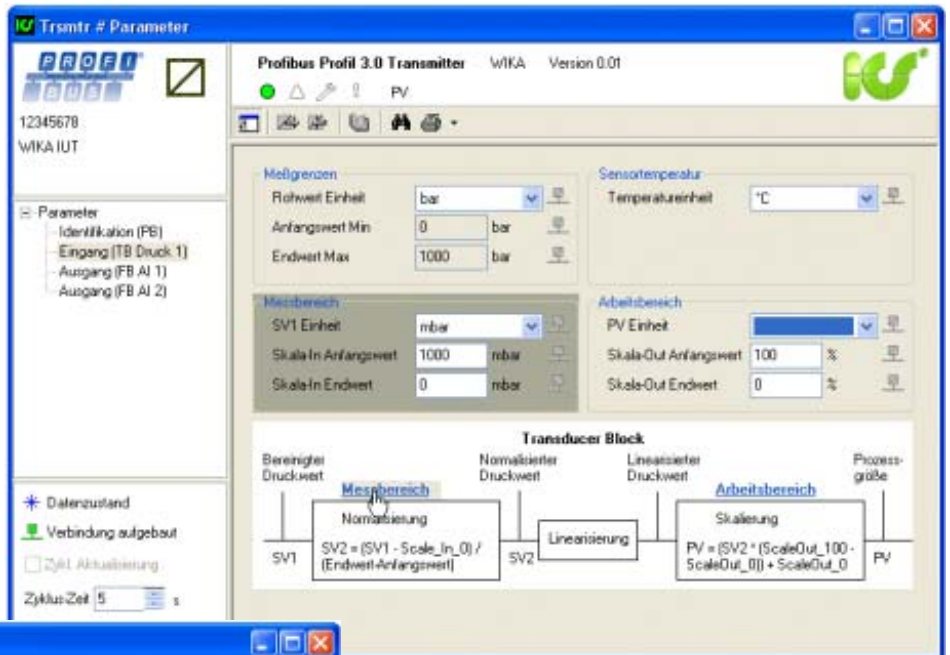 Trsmtr # Parameter
PROFI
BUS
12345678
WIKA IUT
Profibus Profil 3.0 Transmitter WIKA Version 0.01
PV
ICS
Parameter
Identifikation (PB)
Eingang (TB Druck 1)
Ausgang (FB AI 1)
Ausgang (FB AI 2)
Datenzustand
Verbindung aufgebaut
Zykl. Aktualisierung
Zyklus-Zeit 5 s
Meßgrenzen
Rohwert Einheit bar
Anfangswert Min 0 bar
Endwert Max 1000 bar
Sensortemperatur
Temperatureinheit °C
Messbereich
SV1 Einheit mbar
Skala-In Anfangswert 1000 mbar
Skala-In Endwert 0 mbar
Arbeitsbereich
PV Einheit
Skala-Out Anfangswert 100 %
Skala-Out Endwert 0 %
Transducer Block
Bereinigter Druckwert
Normalisierter Druckwert
Linearisierter Druckwert
Prozess-größe
Messbereich
Normalisierung
SV2 = (SV1 - Scale_In_0) /
(Endwert-Anfangswert)
SV1
SV2
Linearisierung
Arbeitsbereich
Skalierung
PV = (SV2 * (ScaleOut_100 -
ScaleOut_0)) + ScaleOut_0
PV